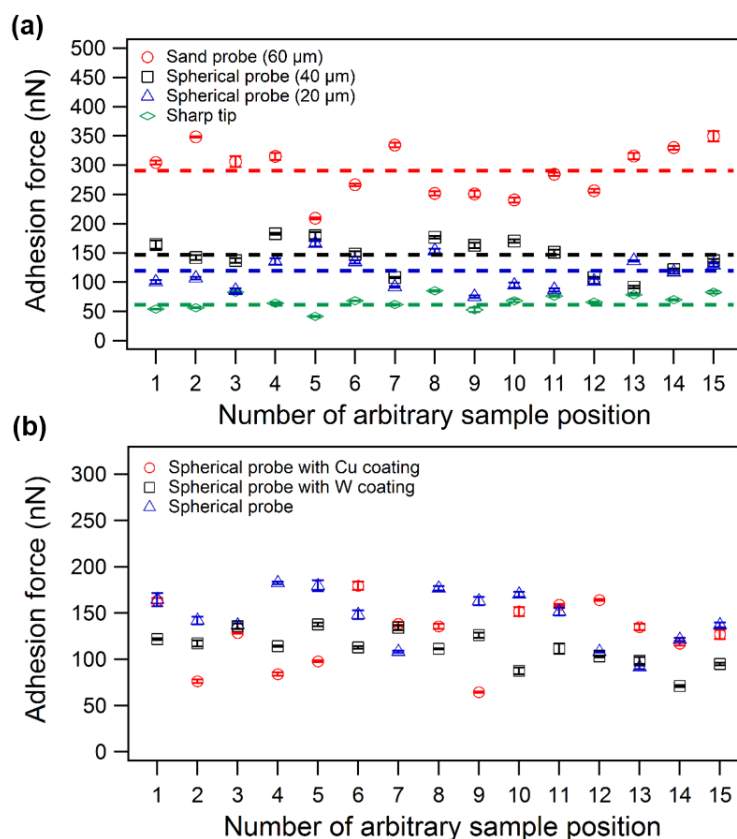 (a)
500
450
400
350
300
250
200
150
100
50
0
Adhesion force (nN)
Sand probe (60 µm)
Spherical probe (40 µm)
Spherical probe (20 µm)
Sharp tip
1 2 3 4 5 6 7 8 9 10 11 12 13 14 15
Number of arbitrary sample position
(b)
300
250
200
150
100
50
0
Adhesion force (nN)
Spherical probe with Cu coating
Spherical probe with W coating
Spherical probe
1 2 3 4 5 6 7 8 9 10 11 12 13 14 15
Number of arbitrary sample position